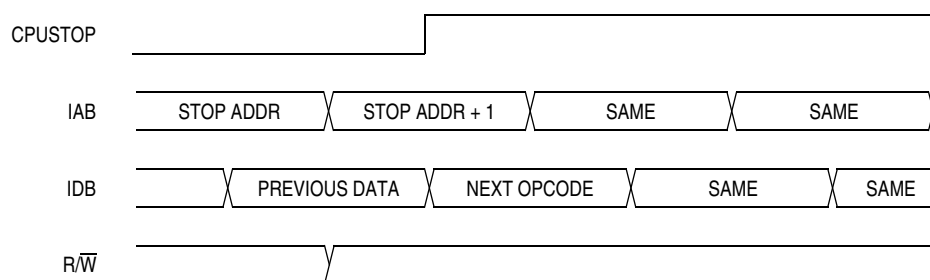 CPUSTOP
IAB STOP ADDR STOP ADDR + 1 SAME SAME
IDB PREVIOUS DATA NEXT OPCODE SAME SAME
R/W̅